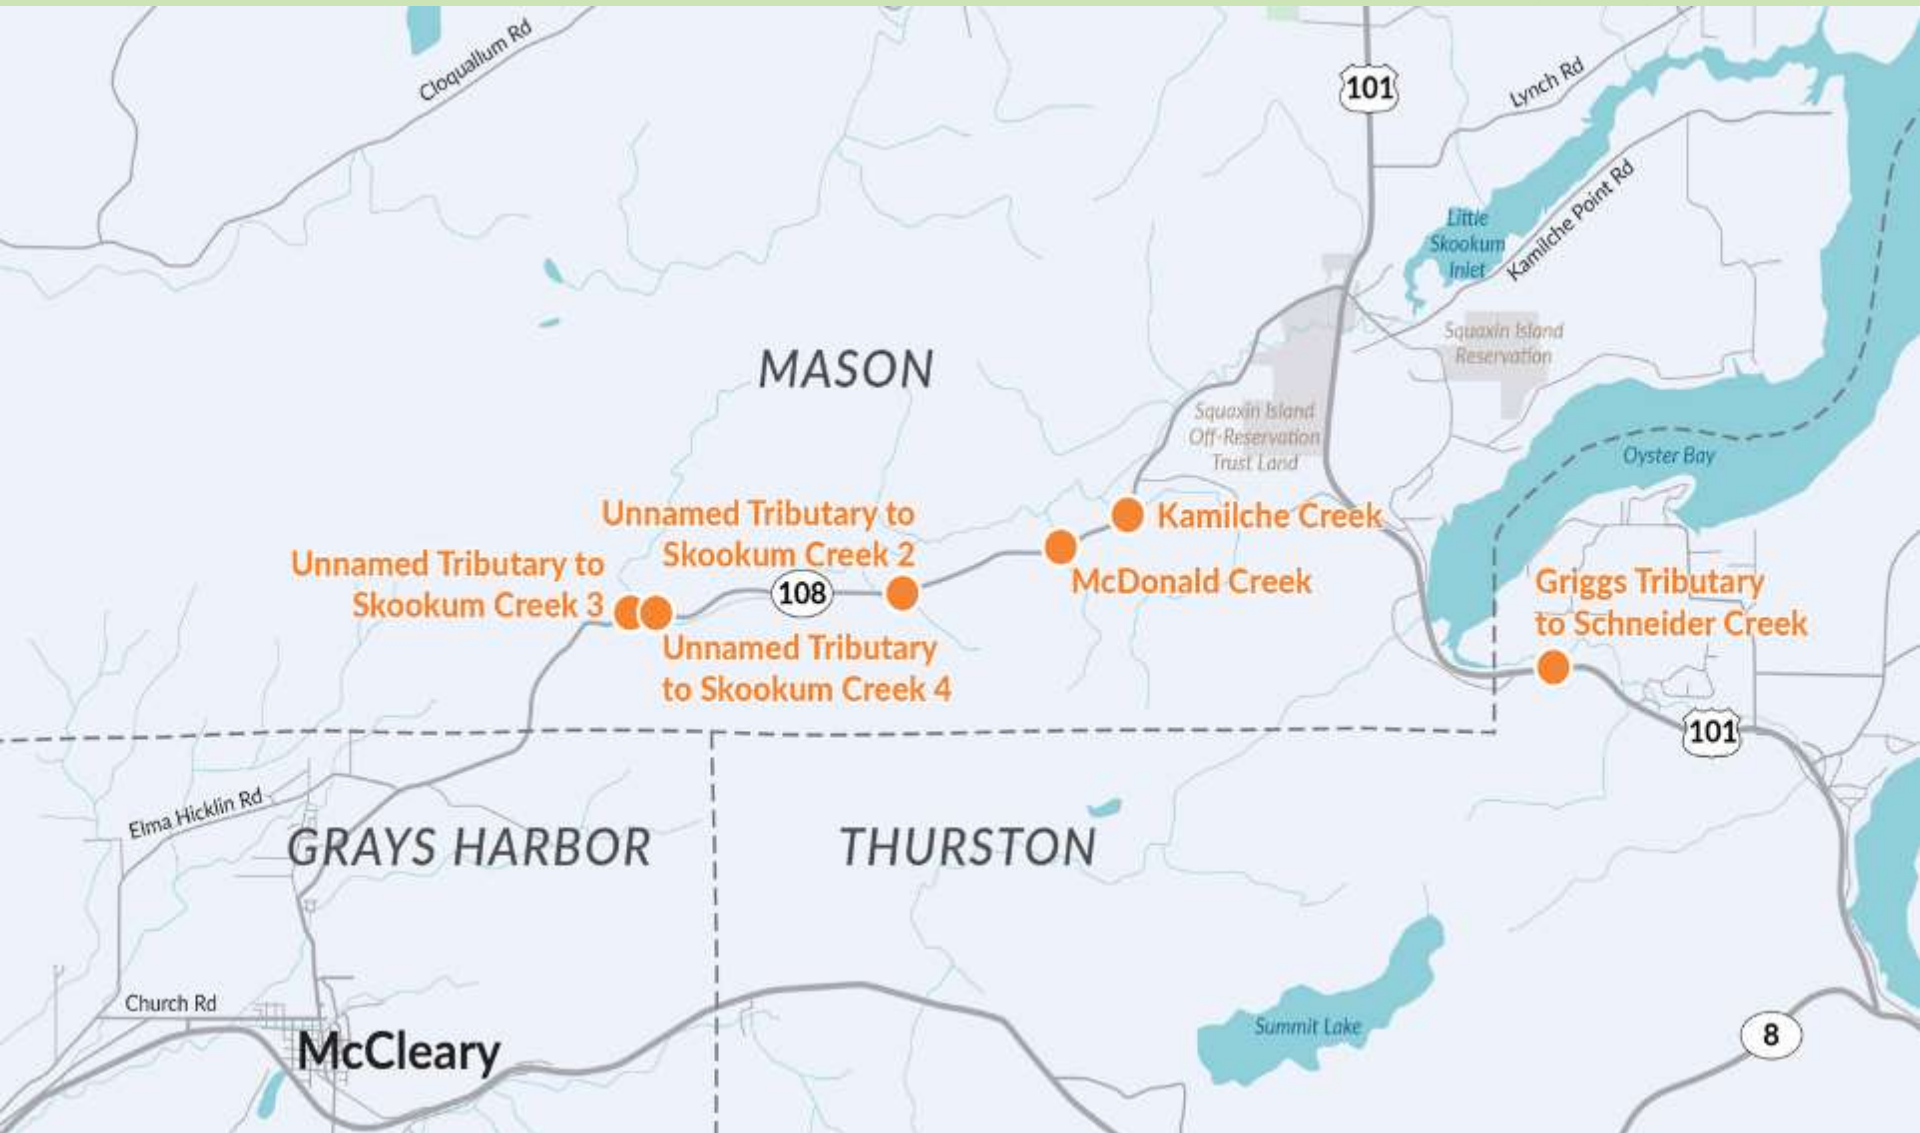 Cloquallum Rd
101
Lynch Rd
Kamilche Point Rd
Little
Skookum
Inlet
Squaxin Island
Reservation
MASON
Squaxin Island
Off-Reservation
Trust Land
Oyster Bay
Unnamed Tributary to
Skookum Creek 2
Kamilche Creek
Unnamed Tributary to
Skookum Creek 3
108
McDonald Creek
Griggs Tributary
to Schneider Creek
Unnamed Tributary
to Skookum Creek 4
101
Elma Hicklin Rd
GRAYS HARBOR
THURSTON
Church Rd
McCleary
Summit Lake
8